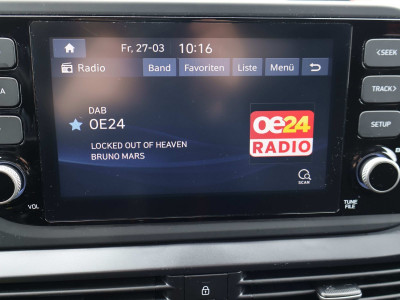 Fr, 27-03 10:16
Radio Band Favoriten Liste Menü
DAB
OE24
LOCKED OUT OF HEAVEN
BRUNO MARS
oe24
RADIO
SCAN
<SEEK
TRACK>
SETUP
VOL
TUNE
FILE